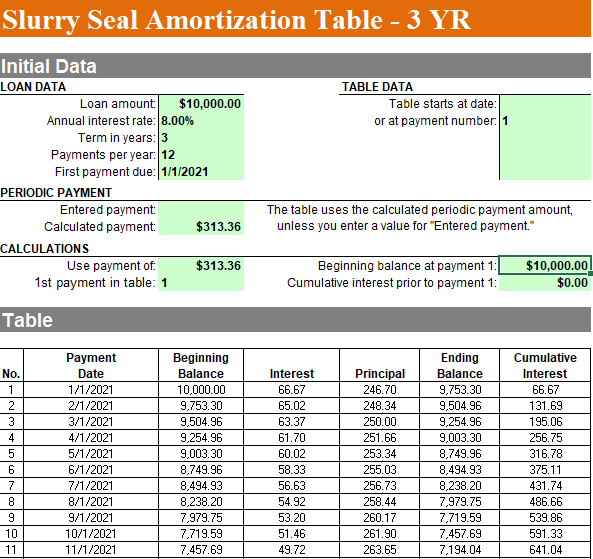 Slurry Seal Amortization Table - 3 YR
Initial Data
LOAN DATA TABLE DATA
Loan amount: $10,000.00 Table starts at date:
Annual interest rate: 8.00% or at payment number: 1
Term in years: 3
Payments per year: 12
First payment due: 1/1/2021
PERIODIC PAYMENT
Entered payment: The table uses the calculated periodic payment amount,
Calculated payment: $313.36 unless you enter a value for "Entered payment."
CALCULATIONS
Use payment of: $313.36 Beginning balance at payment 1: $10,000.00
1st payment in table: 1 Cumulative interest prior to payment 1: $0.00
Table
Payment Beginning Ending Cumulative
No. Date Balance Interest Principal Balance Interest
1 1/1/2021 10,000.00 66.67 246.70 9,753.30 66.67
2 2/1/2021 9,753.30 65.02 248.34 9,504.96 131.69
3 3/1/2021 9,504.96 63.37 250.00 9,254.96 195.06
4 4/1/2021 9,254.96 61.70 251.66 9,003.30 256.75
5 5/1/2021 9,003.30 60.02 253.34 8,749.96 316.78
6 6/1/2021 8,749.96 58.33 255.03 8,494.93 375.11
7 7/1/2021 8,494.93 56.63 256.73 8,238.20 431.74
8 8/1/2021 8,238.20 54.92 258.44 7,979.75 486.66
9 9/1/2021 7,979.75 53.20 260.17 7,719.59 539.86
10 10/1/2021 7,719.59 51.46 261.90 7,457.69 591.33
11 11/1/2021 7,457.69 49.72 263.65 7,194.04 641.04